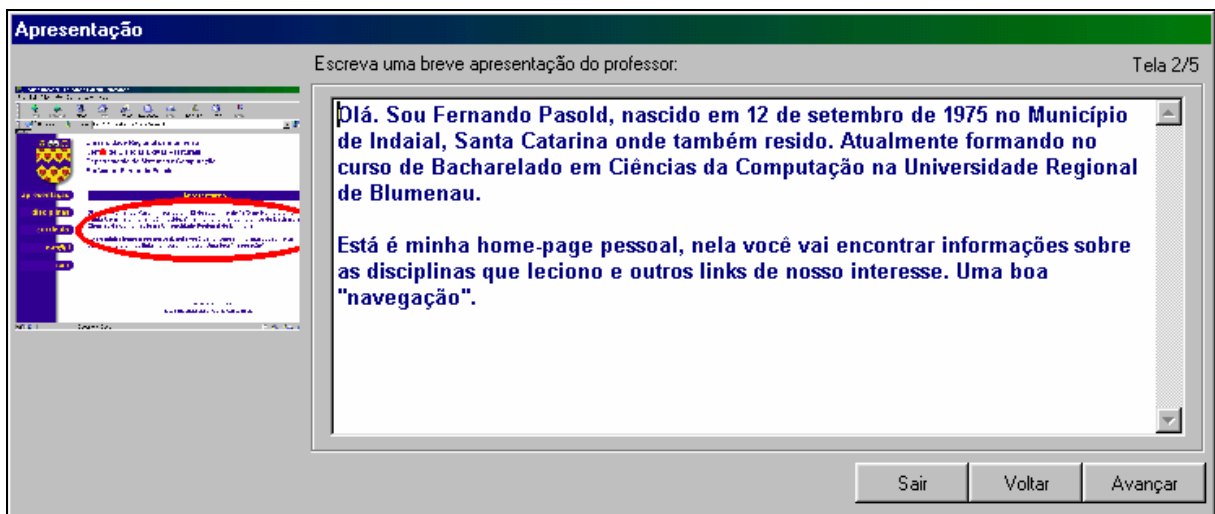 Apresentação
Escreva uma breve apresentação do professor:
Tela 2/5
Olá. Sou Fernando Pasold, nascido em 12 de setembro de 1975 no Município
de Indaial, Santa Catarina onde também resido. Atualmente formando no
curso de Bacharelado em Ciências da Computação na Universidade Regional
de Blumenau.
Está é minha home-page pessoal, nela você vai encontrar informações sobre
as disciplinas que leciono e outros links de nosso interesse. Uma boa
"navegação".
apresentação
disciplinas
Sair
Voltar
Avançar